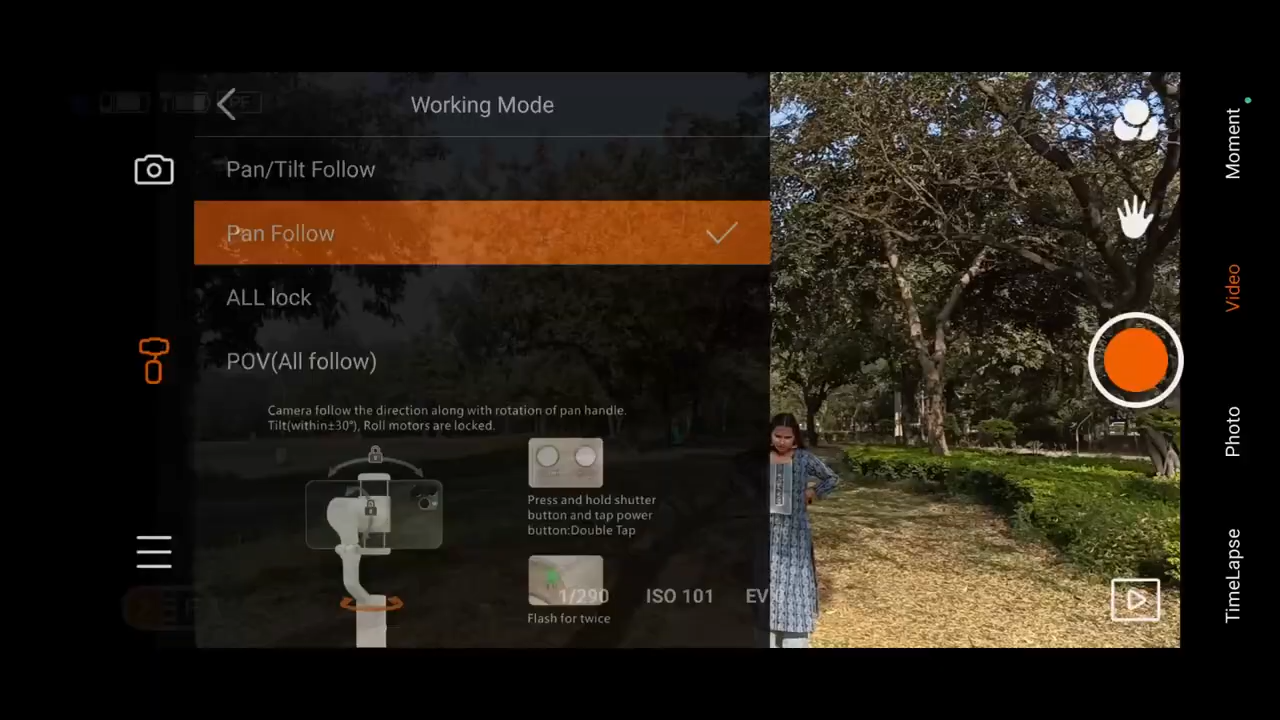 PF
Working Mode
Pan/Tilt Follow
Pan Follow
ALL lock
POV(All follow)
Camera follow the direction along with rotation of pan handle.
Tilt(within±30°), Roll motors are locked.
Press and hold shutter
button and tap power
button:Double Tap
Flash for twice
1/290
ISO 101
EV
Moment
Video
Photo
TimeLapse